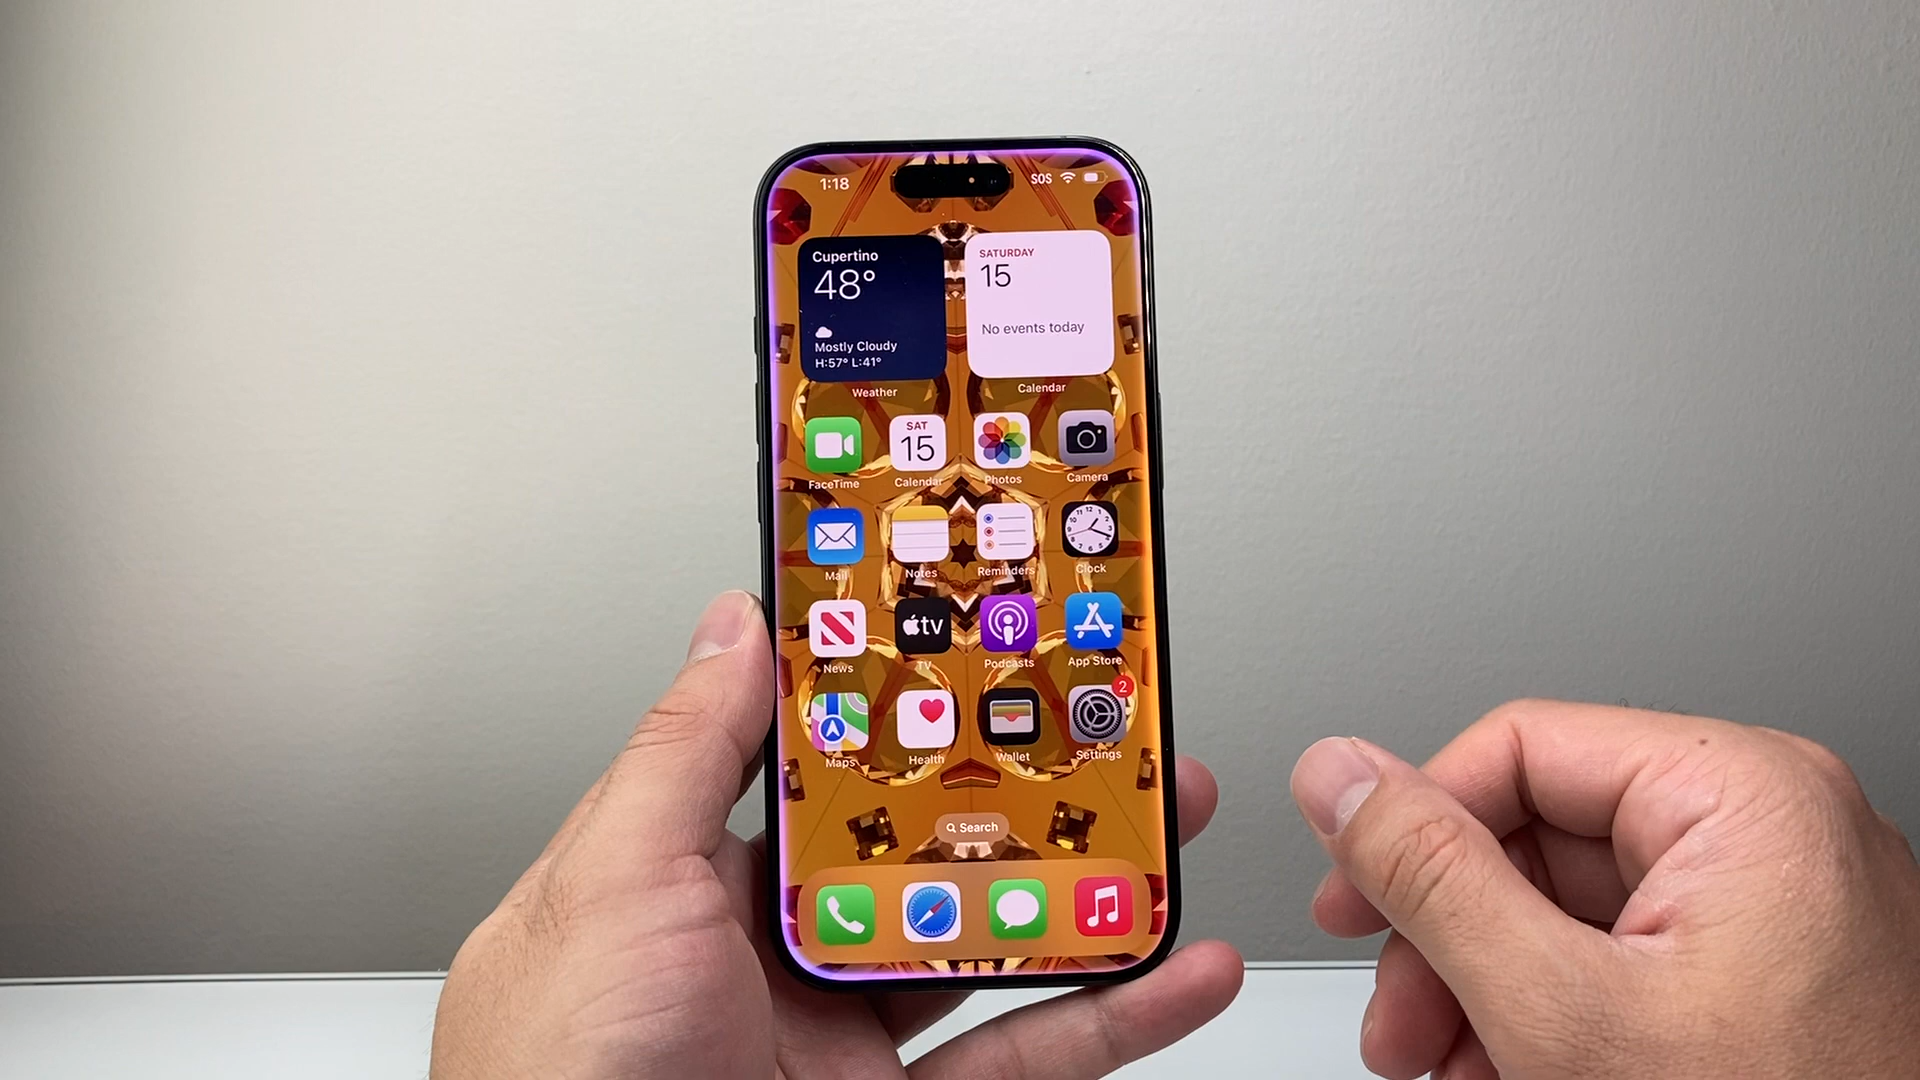 1:18
SOS
Cupertino
48°
Mostly Cloudy
H:57° L:41°
Weather
SATURDAY
15
No events today
Calendar
FaceTime
SAT
15
Calendar
Photos
Camera
Mail
Notes
Reminders
Clock
News
tv
TV
Podcasts
App Store
Maps
Health
Wallet
2
Settings
Search